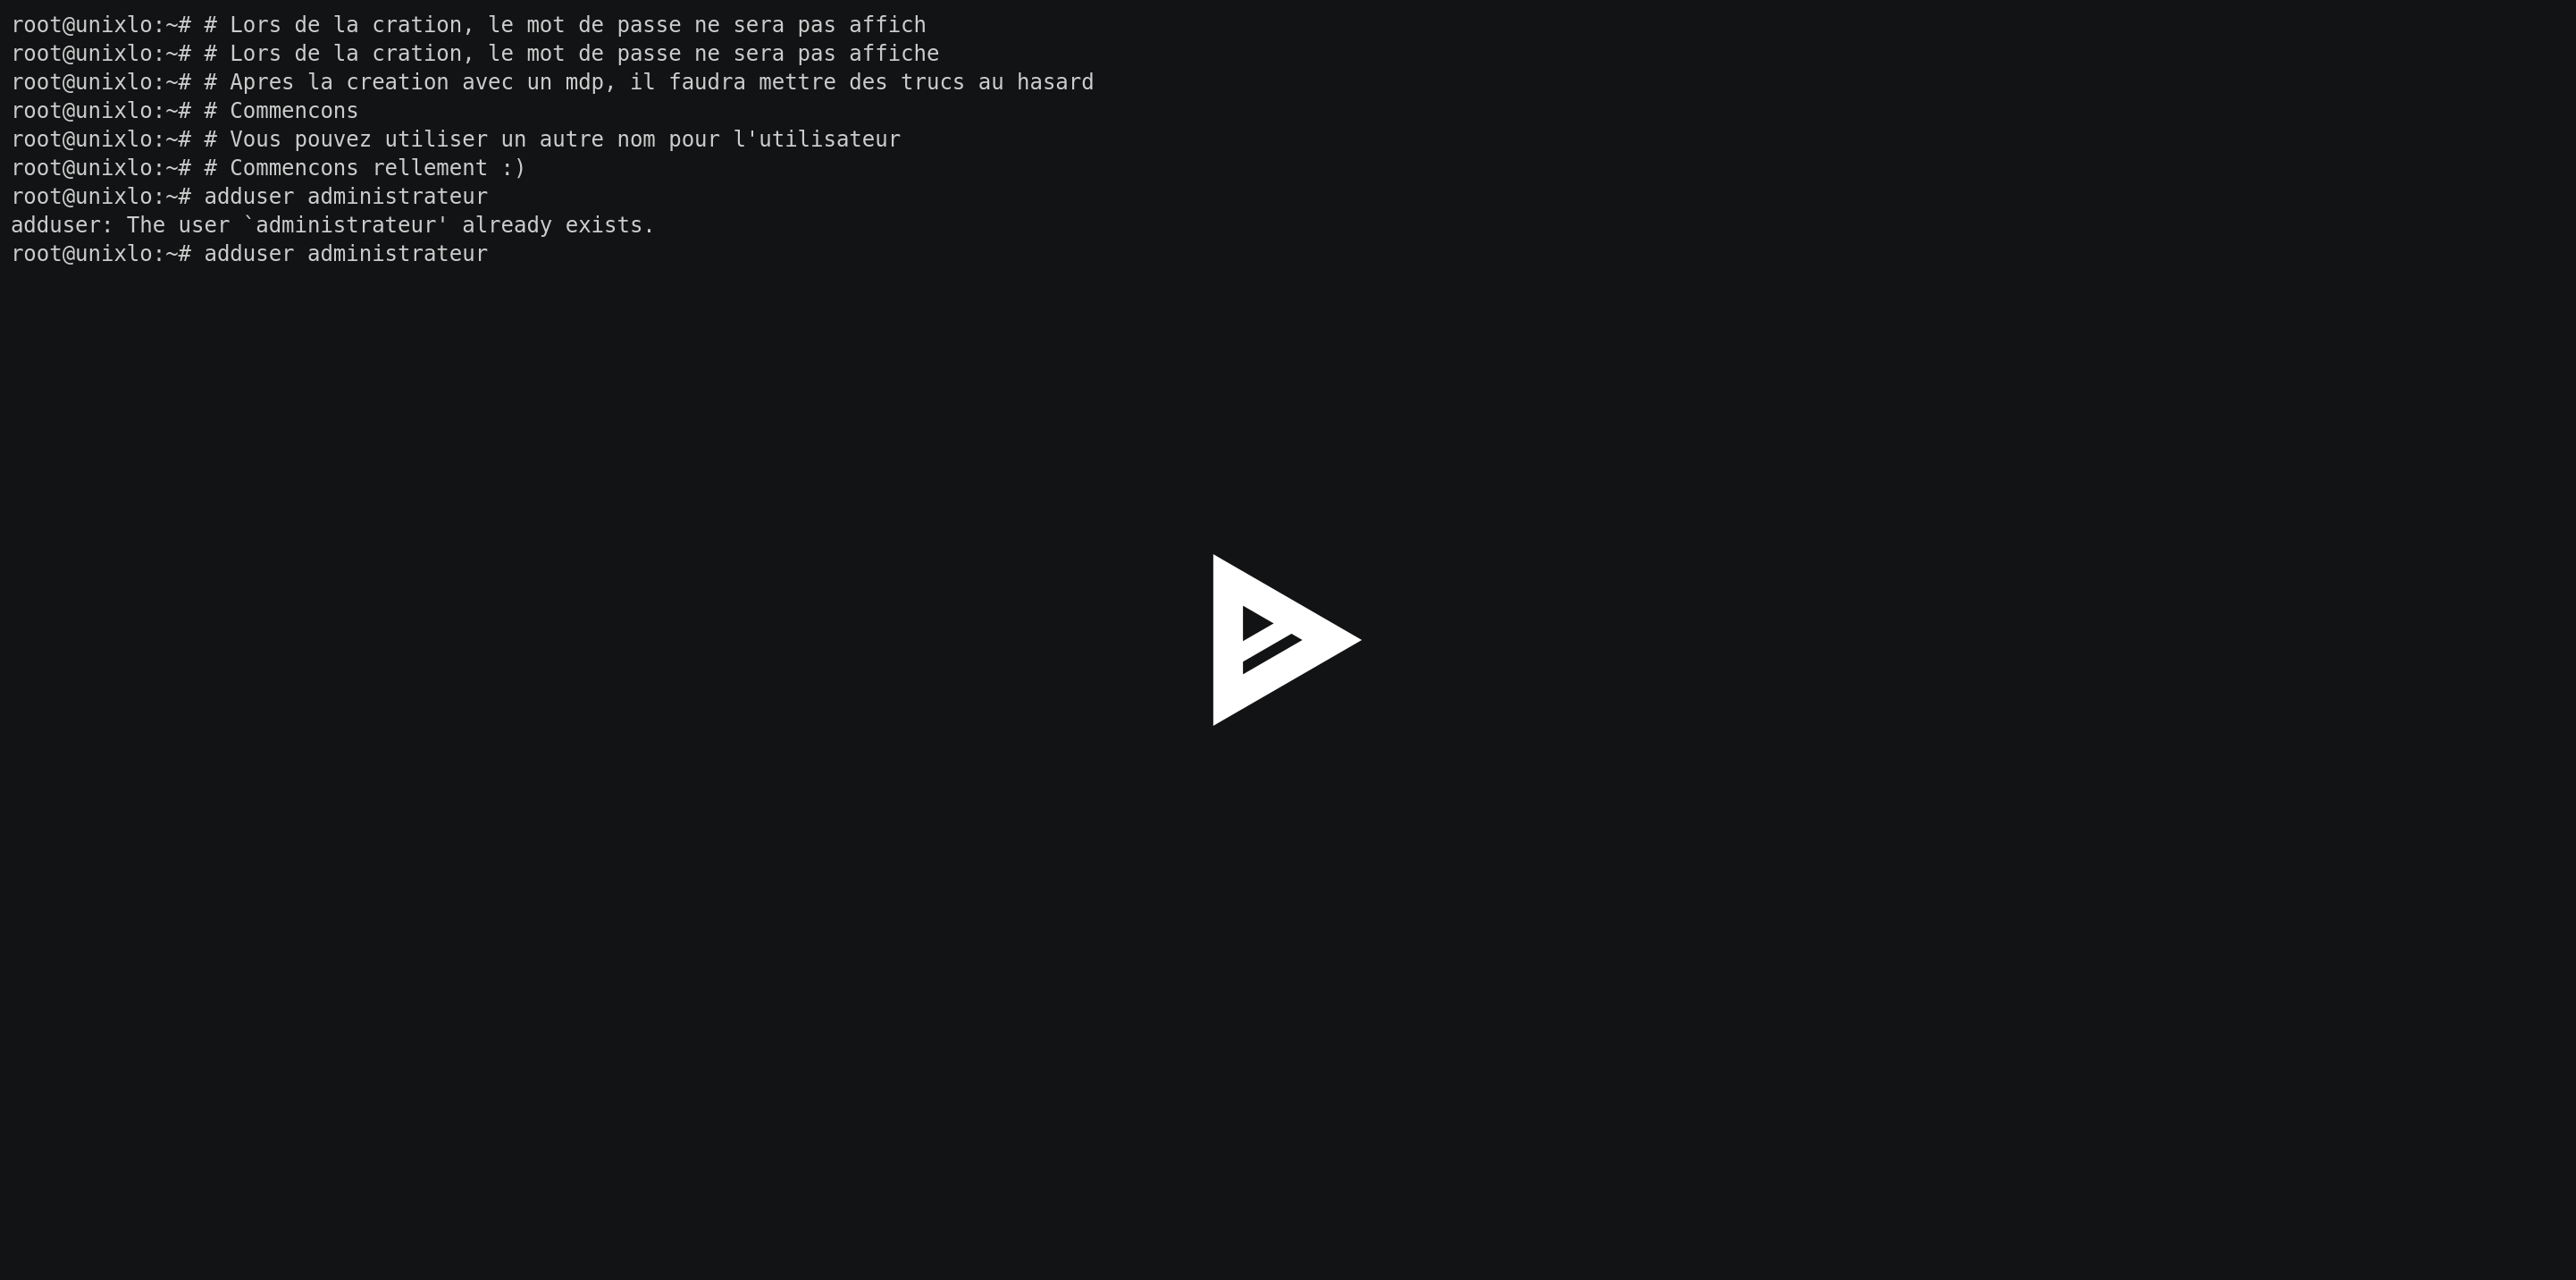 root@unixlo:~# # Lors de la cration, le mot de passe ne sera pas affich
root@unixlo:~# # Lors de la cration, le mot de passe ne sera pas affiche
root@unixlo:~# # Apres la creation avec un mdp, il faudra mettre des trucs au hasard
root@unixlo:~# # Commencons
root@unixlo:~# # Vous pouvez utiliser un autre nom pour l'utilisateur
root@unixlo:~# # Commencons rellement :)
root@unixlo:~# adduser administrateur
adduser: The user `administrateur' already exists.
root@unixlo:~# adduser administrateur